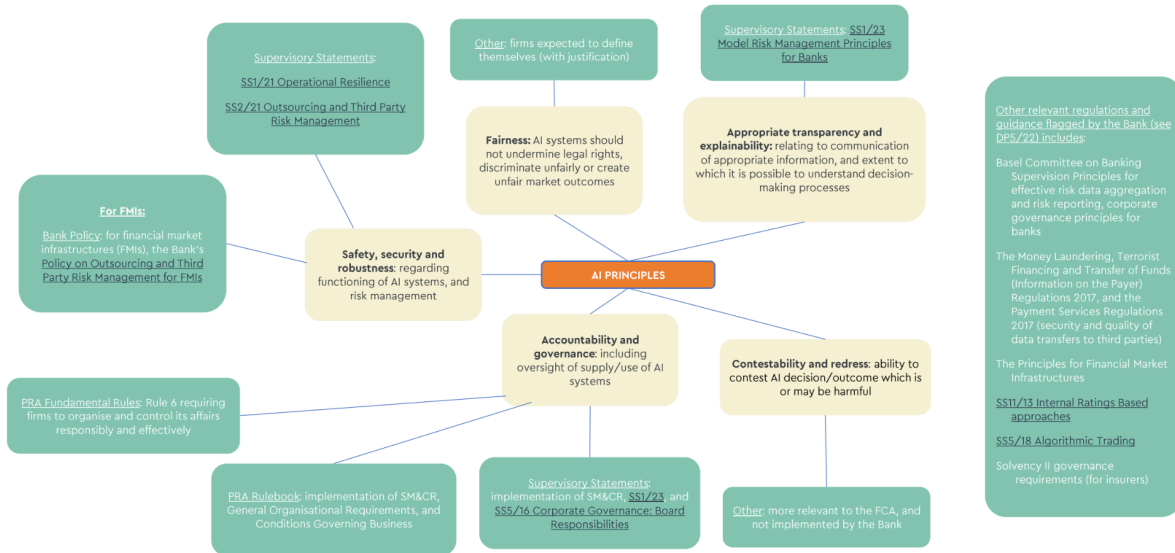 Supervisory Statements:
SS1/21 Operational Resilience
SS2/21 Outsourcing and Third Party
Risk Management
Other: firms expected to define
themselves (with justification)
Supervisory Statements: SS1/23
Model Risk Management Principles
for Banks
Fairness: AI systems should
not undermine legal rights,
discriminate unfairly or create
unfair market outcomes
Appropriate transparency and
explainability: relating to communication
of appropriate information, and extent to
which it is possible to understand decision-
making processes
For FMIs:
Bank Policy: for financial market
infrastructures (FMIs), the Bank's
Policy on Outsourcing and Third
Party Risk Management for FMIs
Safety, security and
robustness: regarding
functioning of AI systems, and
risk management
AI PRINCIPLES
Accountability and
governance: including
oversight of supply/use of AI
systems
Contestability and redress: ability to
contest AI decision/outcome which is
or may be harmful
PRA Fundamental Rules: Rule 6 requiring
firms to organise and control its affairs
responsibly and effectively
PRA Rulebook: implementation of SM&CR,
General Organisational Requirements, and
Conditions Governing Business
Supervisory Statements:
implementation of SM&CR, SS1/23, and
SS5/16 Corporate Governance: Board
Responsibilities
Other: more relevant to the FCA, and
not implemented by the Bank
Other relevant regulations and
guidance flagged by the Bank (see
DP5/22) includes:
Basel Committee on Banking
Supervision Principles for
effective risk data aggregation
and risk reporting, corporate
governance principles for
banks
The Money Laundering, Terrorist
Financing and Transfer of Funds
(Information on the Payer)
Regulations 2017, and the
Payment Services Regulations
2017 (security and quality of
data transfers to third parties)
The Principles for Financial Market
Infrastructures
SS11/13 Internal Ratings Based
approaches
SS5/18 Algorithmic Trading
Solvency II governance
requirements (for insurers)